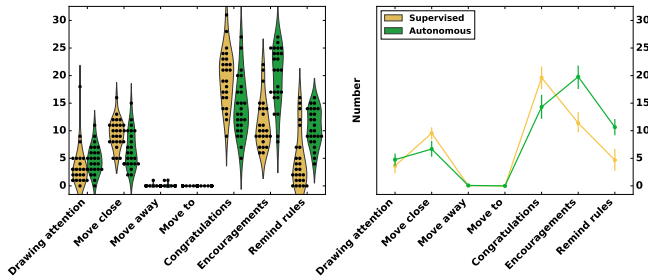 30
25
20
15
10
5
0
Drawing attention
Move close
Move away
Move to
Congratulations
Encouragements
Remind rules
Supervised
Autonomous
Number
30
25
20
15
10
5
0
Drawing attention
Move close
Move away
Move to
Congratulations
Encouragements
Remind rules